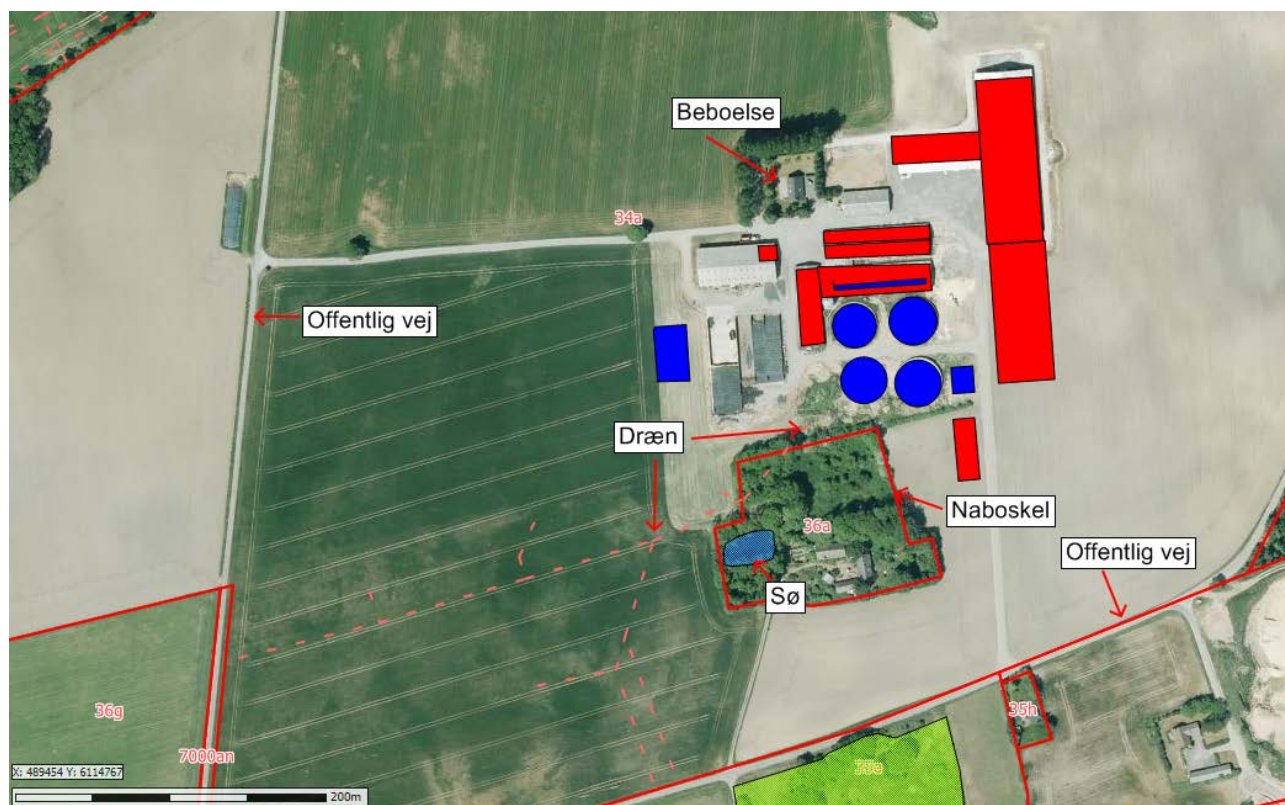 Beboelse
34a
Offentlig vej
Dræn
Naboskel
36a
Offentlig vej
Sø
36g
35h
7000an
X: 489454 Y: 6114767
200m